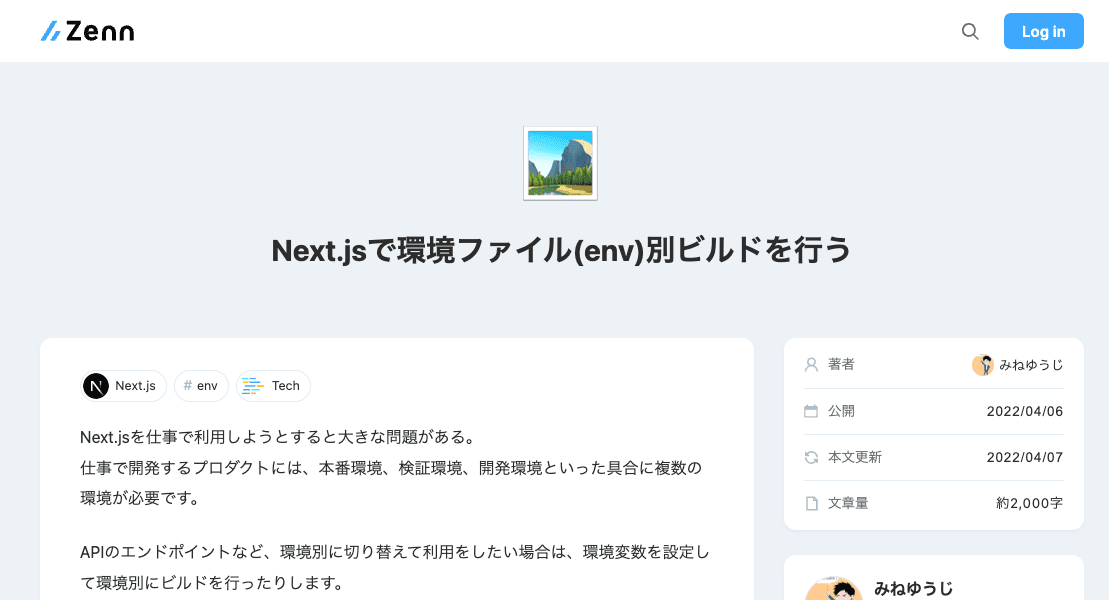 Zenn
Log in
Next.jsで環境ファイル(env)別ビルドを行う
Next.js
# env
Tech
Next.jsを仕事で利用しようとすると大きな問題がある。
仕事で開発するプロダクトには、本番環境、検証環境、開発環境といった具合に複数の
環境が必要です。
APIのエンドポイントなど、環境別に切り替えて利用をしたい場合は、環境変数を設定し
て環境別にビルドを行ったりします。
著者 みねゆうじ
公開 2022/04/06
本文更新 2022/04/07
文章量 約2,000字
みねゆうじ